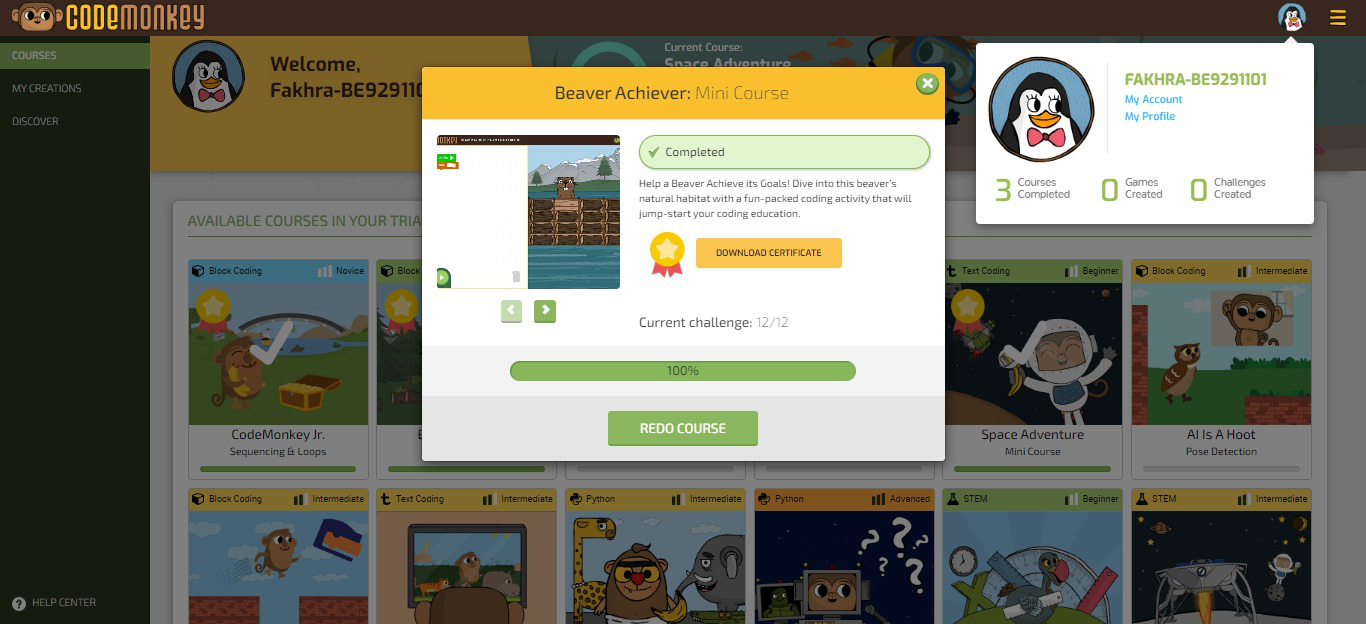 CODEMONKEY
COURSES
MY CREATIONS
DISCOVER
HELP CENTER
Welcome,
Fakhra-BE929110
Current Course:
Space Adventure
FAKHRA-BE9291101
My Account
My Profile
3 Courses Completed
0 Games Created
0 Challenges Created
Beaver Achiever: Mini Course
Completed
Help a Beaver Achieve its Goals! Dive into this beaver's
natural habitat with a fun-packed coding activity that will
jump-start your coding education.
DOWNLOAD CERTIFICATE
Current challenge: 12/12
100%
REDO COURSE
AVAILABLE COURSES IN YOUR TRIA
Block Coding Novice
CodeMonkey Jr.
Sequencing & Loops
Block
Text Coding Beginner
Space Adventure
Mini Course
Block Coding Intermediate
AI Is A Hoot
Pose Detection
Block Coding Intermediate
Text Coding Intermediate
Python Intermediate
Python Advanced
? ? ? ?
STEM Beginner
STEM Intermediate